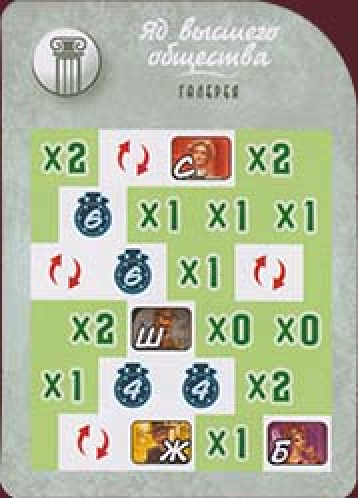 Яд высшего
общества
ГАЛЕРЕЯ
x2 С x2
6 x1 x1 x1
6 x1
x2 Ш x0 x0
x1 4 4 x2
Ж x1 Б